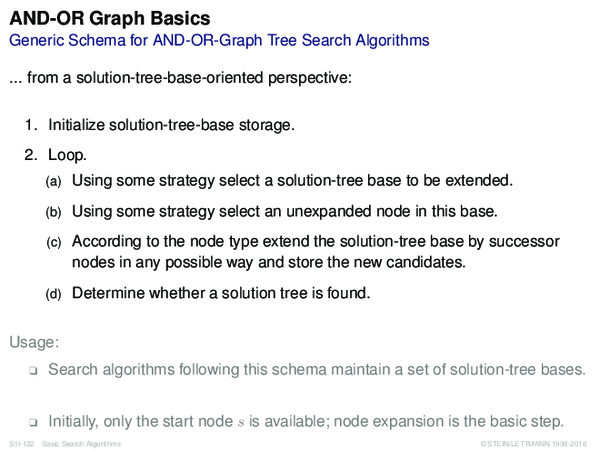 AND-OR Graph Basics
Generic Schema for AND-OR-Graph Tree Search Algorithms
... from a solution-tree-base-oriented perspective:
1. Initialize solution-tree-base storage.
2. Loop.
(a) Using some strategy select a solution-tree base to be extended.
(b) Using some strategy select an unexpanded node in this base.
(c) According to the node type extend the solution-tree base by successor
nodes in any possible way and store the new candidates.
(d) Determine whether a solution tree is found.
Usage:
❑ Search algorithms following this schema maintain a set of solution-tree bases.
❑ Initially, only the start node s is available; node expansion is the basic step.
S:II-132 Basic Search Algorithms © STEIN/LETTMANN 1998-2018